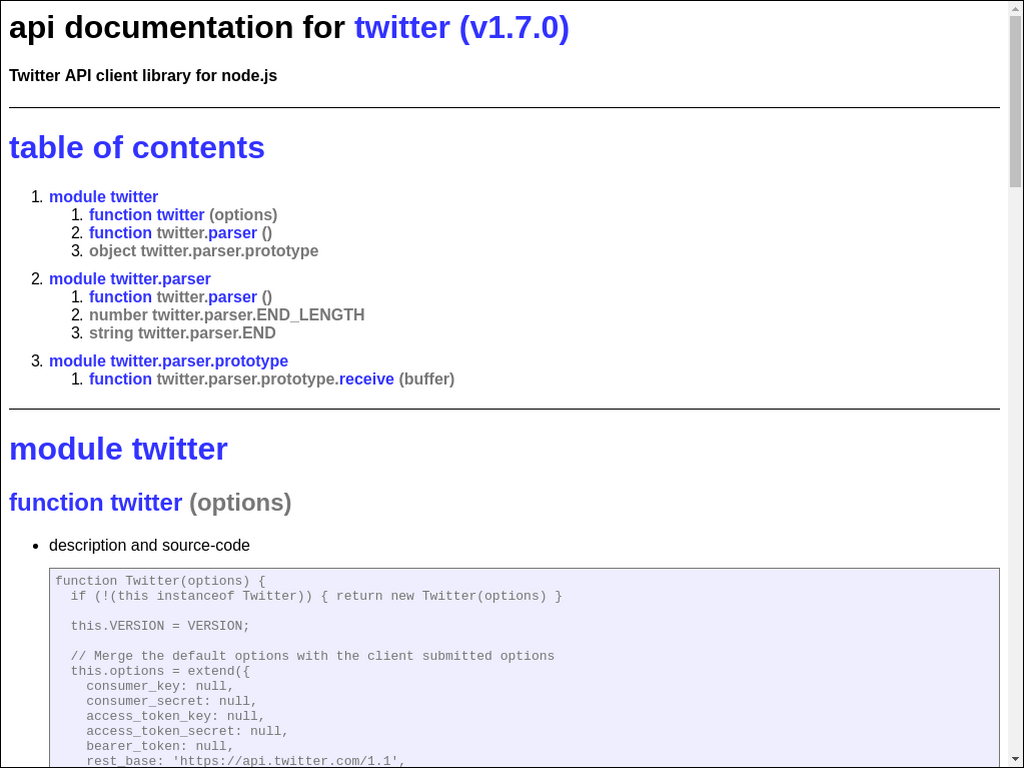 api documentation for twitter (v1.7.0)
Twitter API client library for node.js
table of contents
1. module twitter
1. function twitter (options)
2. function twitter.parser ()
3. object twitter.parser.prototype
2. module twitter.parser
1. function twitter.parser ()
2. number twitter.parser.END_LENGTH
3. string twitter.parser.END
3. module twitter.parser.prototype
1. function twitter.parser.prototype.receive (buffer)
module twitter
function twitter (options)
• description and source-code
function Twitter(options) {
  if (!(this instanceof Twitter)) { return new Twitter(options) }
  this.VERSION = VERSION;
  // Merge the default options with the client submitted options
  this.options = extend({
    consumer_key: null,
    consumer_secret: null,
    access_token_key: null,
    access_token_secret: null,
    bearer_token: null,
    rest_base: 'https://api.twitter.com/1.1',